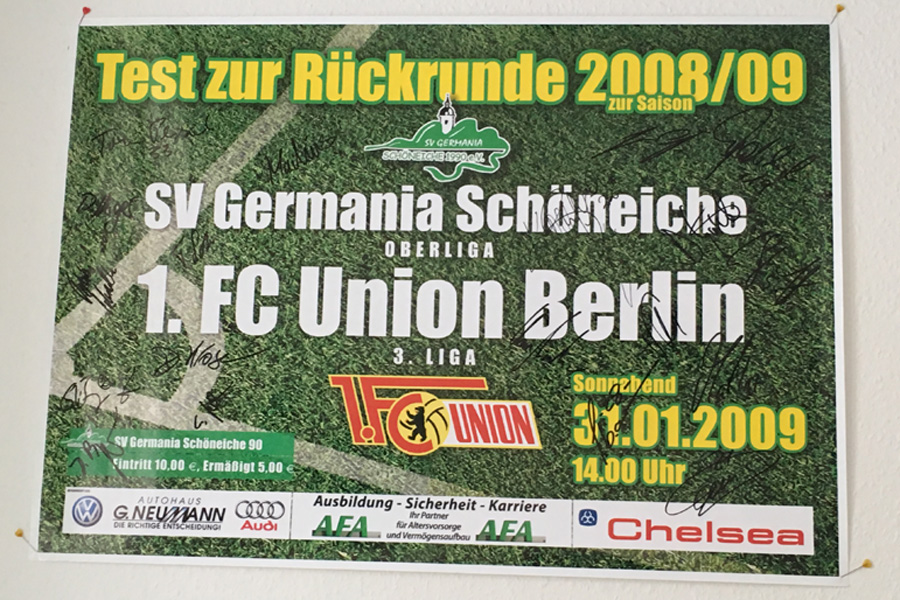 Test zur Rückrunde 2008/09
zur Saison
SV GERMANIA
SCHÖNEICHE 1990 e.V.
SV Germania Schöneiche
OBERLIGA
1. FC Union Berlin
3. LIGA
1.FC UNION
Sonnabend
31.01.2009
14.00 Uhr
SV Germania Schöneiche 90
Eintritt 10,00 €, Ermäßigt 5,00 €
AUTOHAUS
G.NEUMANN
DIE RICHTIGE ENTSCHEIDUNG!
Audi
Ausbildung - Sicherheit - Karriere
Ihr Partner
für Altersvorsorge
und Vermögensaufbau
AFA AFA
Chelsea